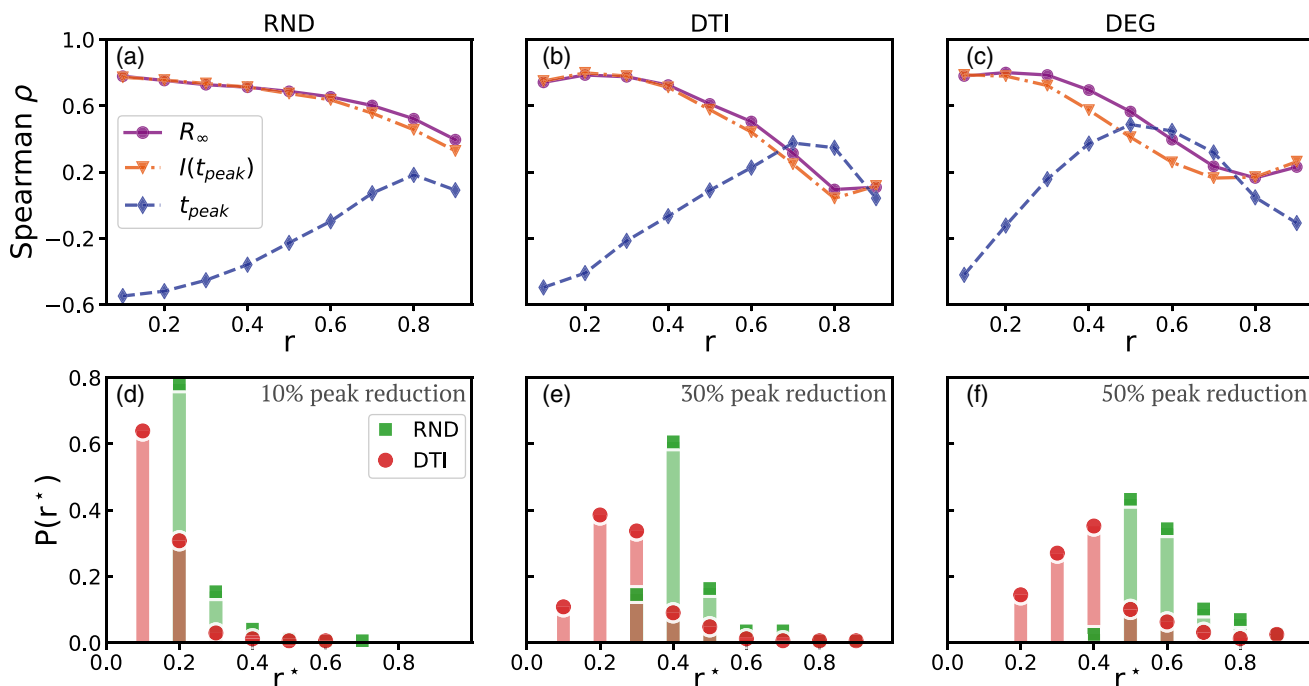 RND
DTI
DEG
(a)
(b)
(c)
Spearman ρ
1.0
0.6
0.2
−0.2
−0.6
R∞
I(tpeak)
tpeak
0.2 0.4 0.6 0.8
0.2 0.4 0.6 0.8
0.2 0.4 0.6 0.8
r
r
r
(d)
10% peak reduction
(e)
30% peak reduction
(f)
50% peak reduction
P(r⋆)
0.8
0.6
0.4
0.2
0.0
RND
DTI
0.0 0.2 0.4 0.6 0.8
0.2 0.4 0.6 0.8
0.2 0.4 0.6 0.8
r⋆
r⋆
r⋆